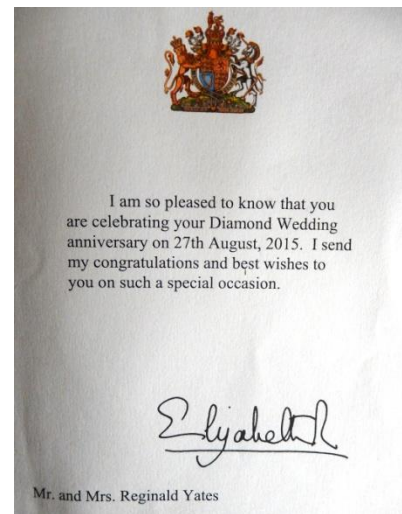 I am so pleased to know that you
are celebrating your Diamond Wedding
anniversary on 27th August, 2015. I send
my congratulations and best wishes to
you on such a special occasion.
Elizabeth R
Mr. and Mrs. Reginald Yates